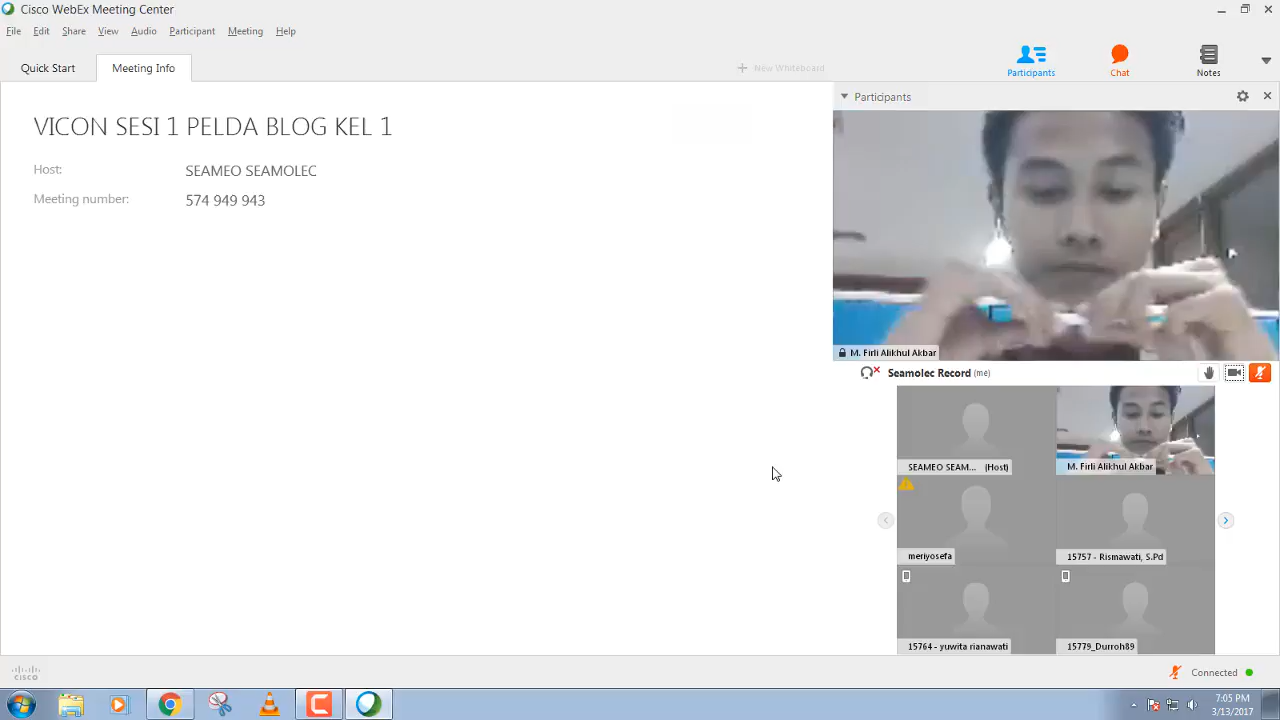 Cisco WebEx Meeting Center
File Edit Share View Audio Participant Meeting Help
Quick Start Meeting Info
New Whiteboard
Participants Chat Notes
VICON SESI 1 PELDA BLOG KEL 1
Host: SEAMEO SEAMOLEC
Meeting number: 574 949 943
Participants
M. Firli Alikhul Akbar
Seamolec Record (me)
SEAMEO SEAM... (Host)
M. Firli Alikhul Akbar
meriyosefa
15757 - Rismawati, S.Pd
15764 - yuwita rianawati
15779_Durroh89
cisco
Connected
7:05 PM
3/13/2017